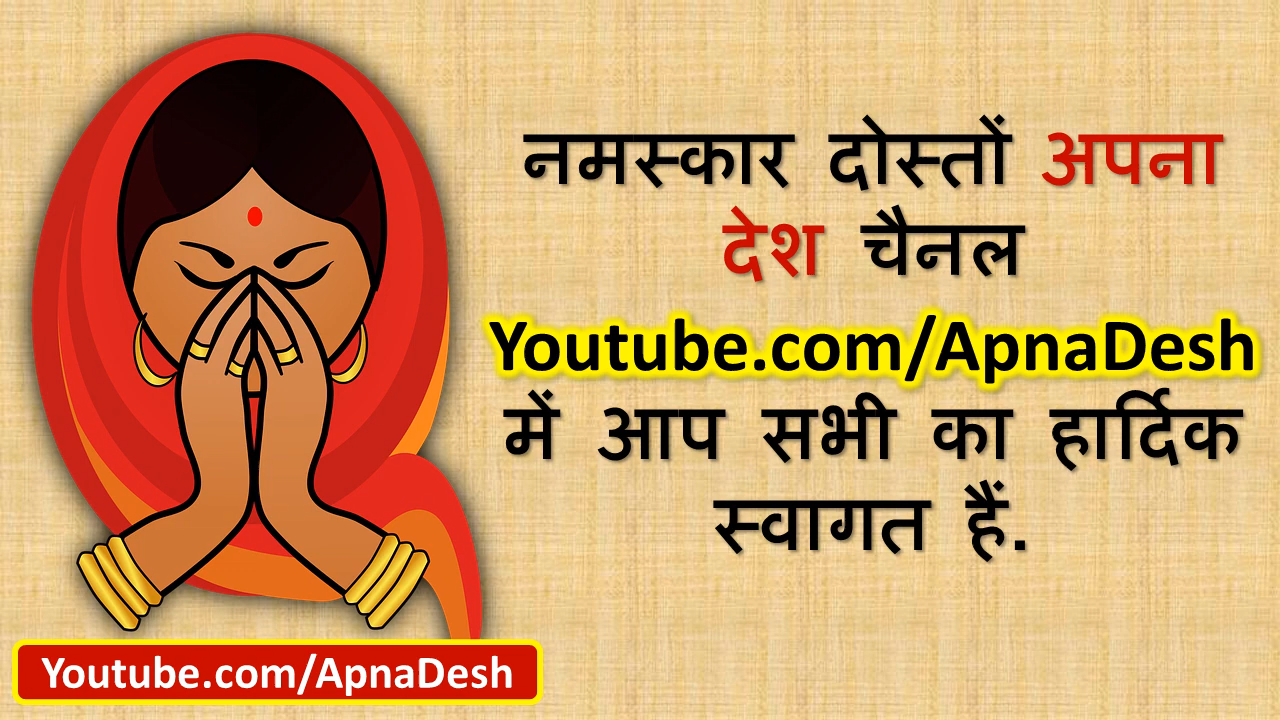 नमस्कार दोस्तों अपना
देश चैनल
Youtube.com/ApnaDesh
में आप सभी का हार्दिक
स्वागत हैं.
Youtube.com/ApnaDesh